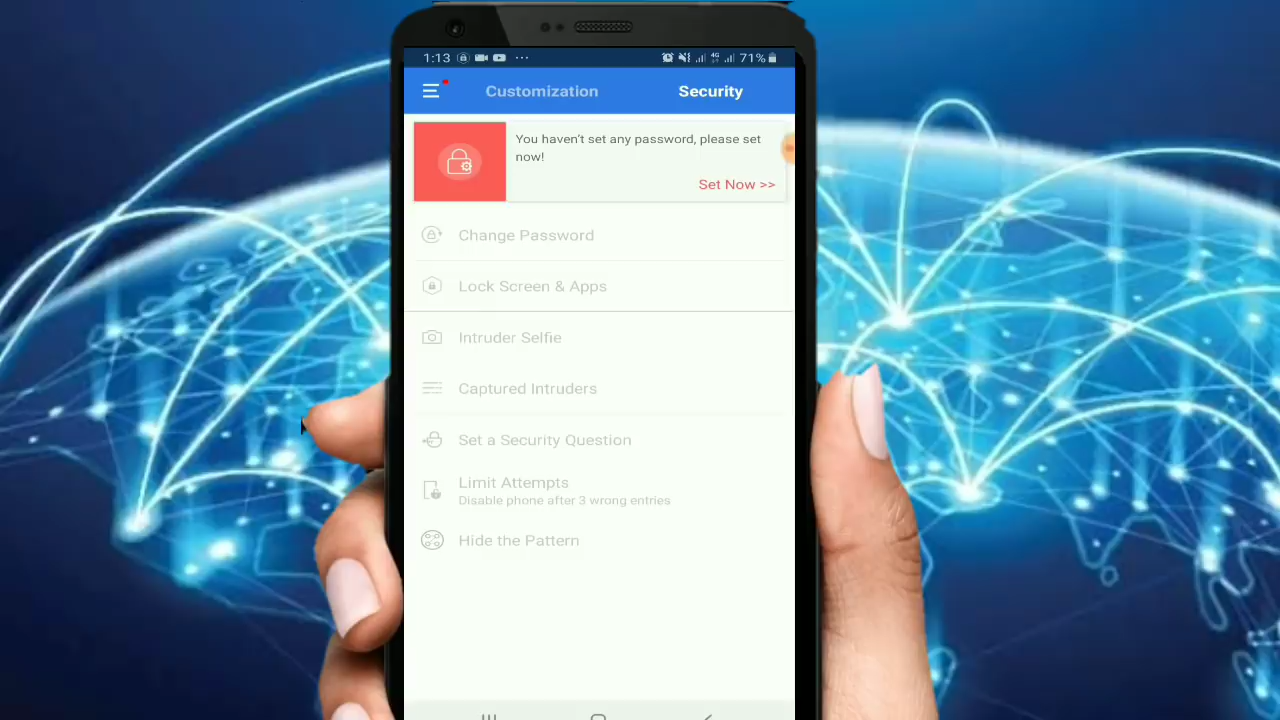 1:13 ... 4G 71%
Customization Security
You haven't set any password, please set
now!
Set Now >>
Change Password
Lock Screen & Apps
Intruder Selfie
Captured Intruders
Set a Security Question
Limit Attempts
Disable phone after 3 wrong entries
Hide the Pattern